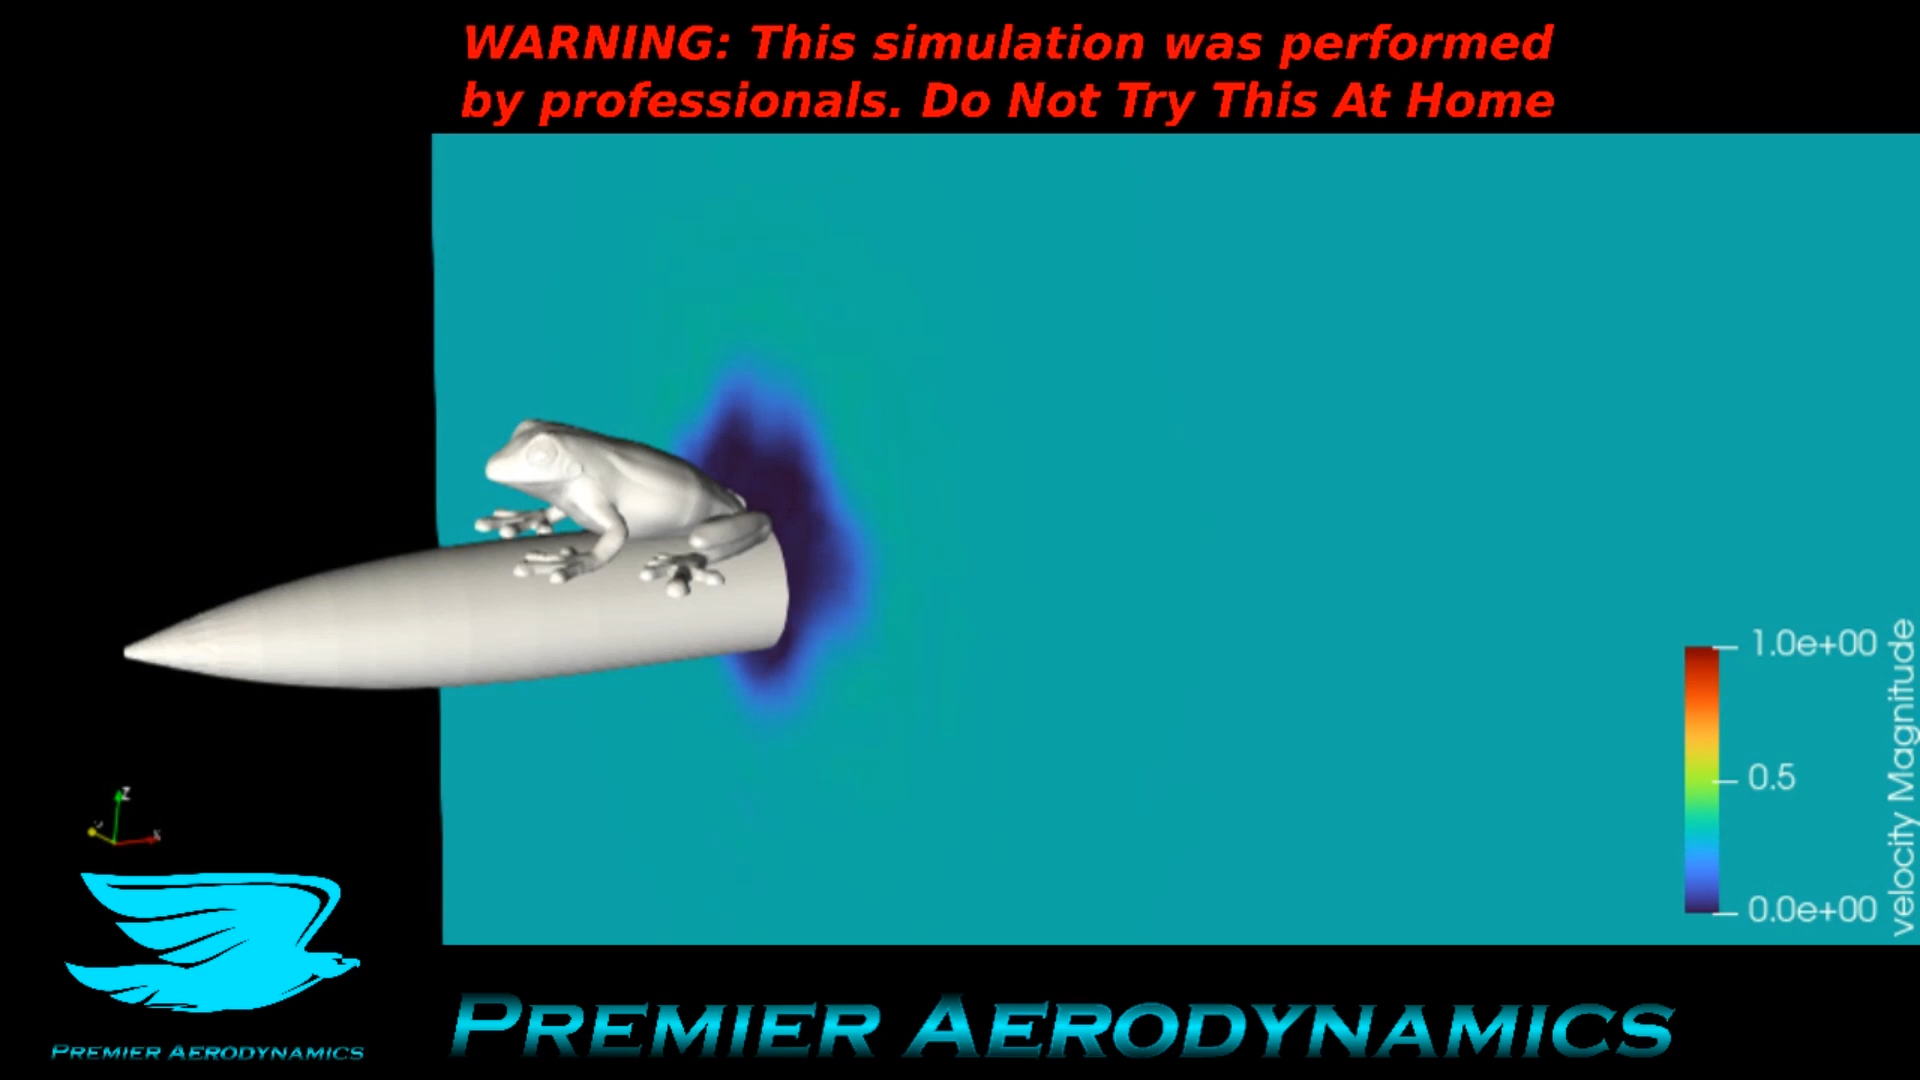 WARNING: This simulation was performed
by professionals. Do Not Try This At Home
1.0e+00
0.5
0.0e+00
velocity Magnitude
Z
X
PREMIER AERODYNAMICS
PREMIER AERODYNAMICS